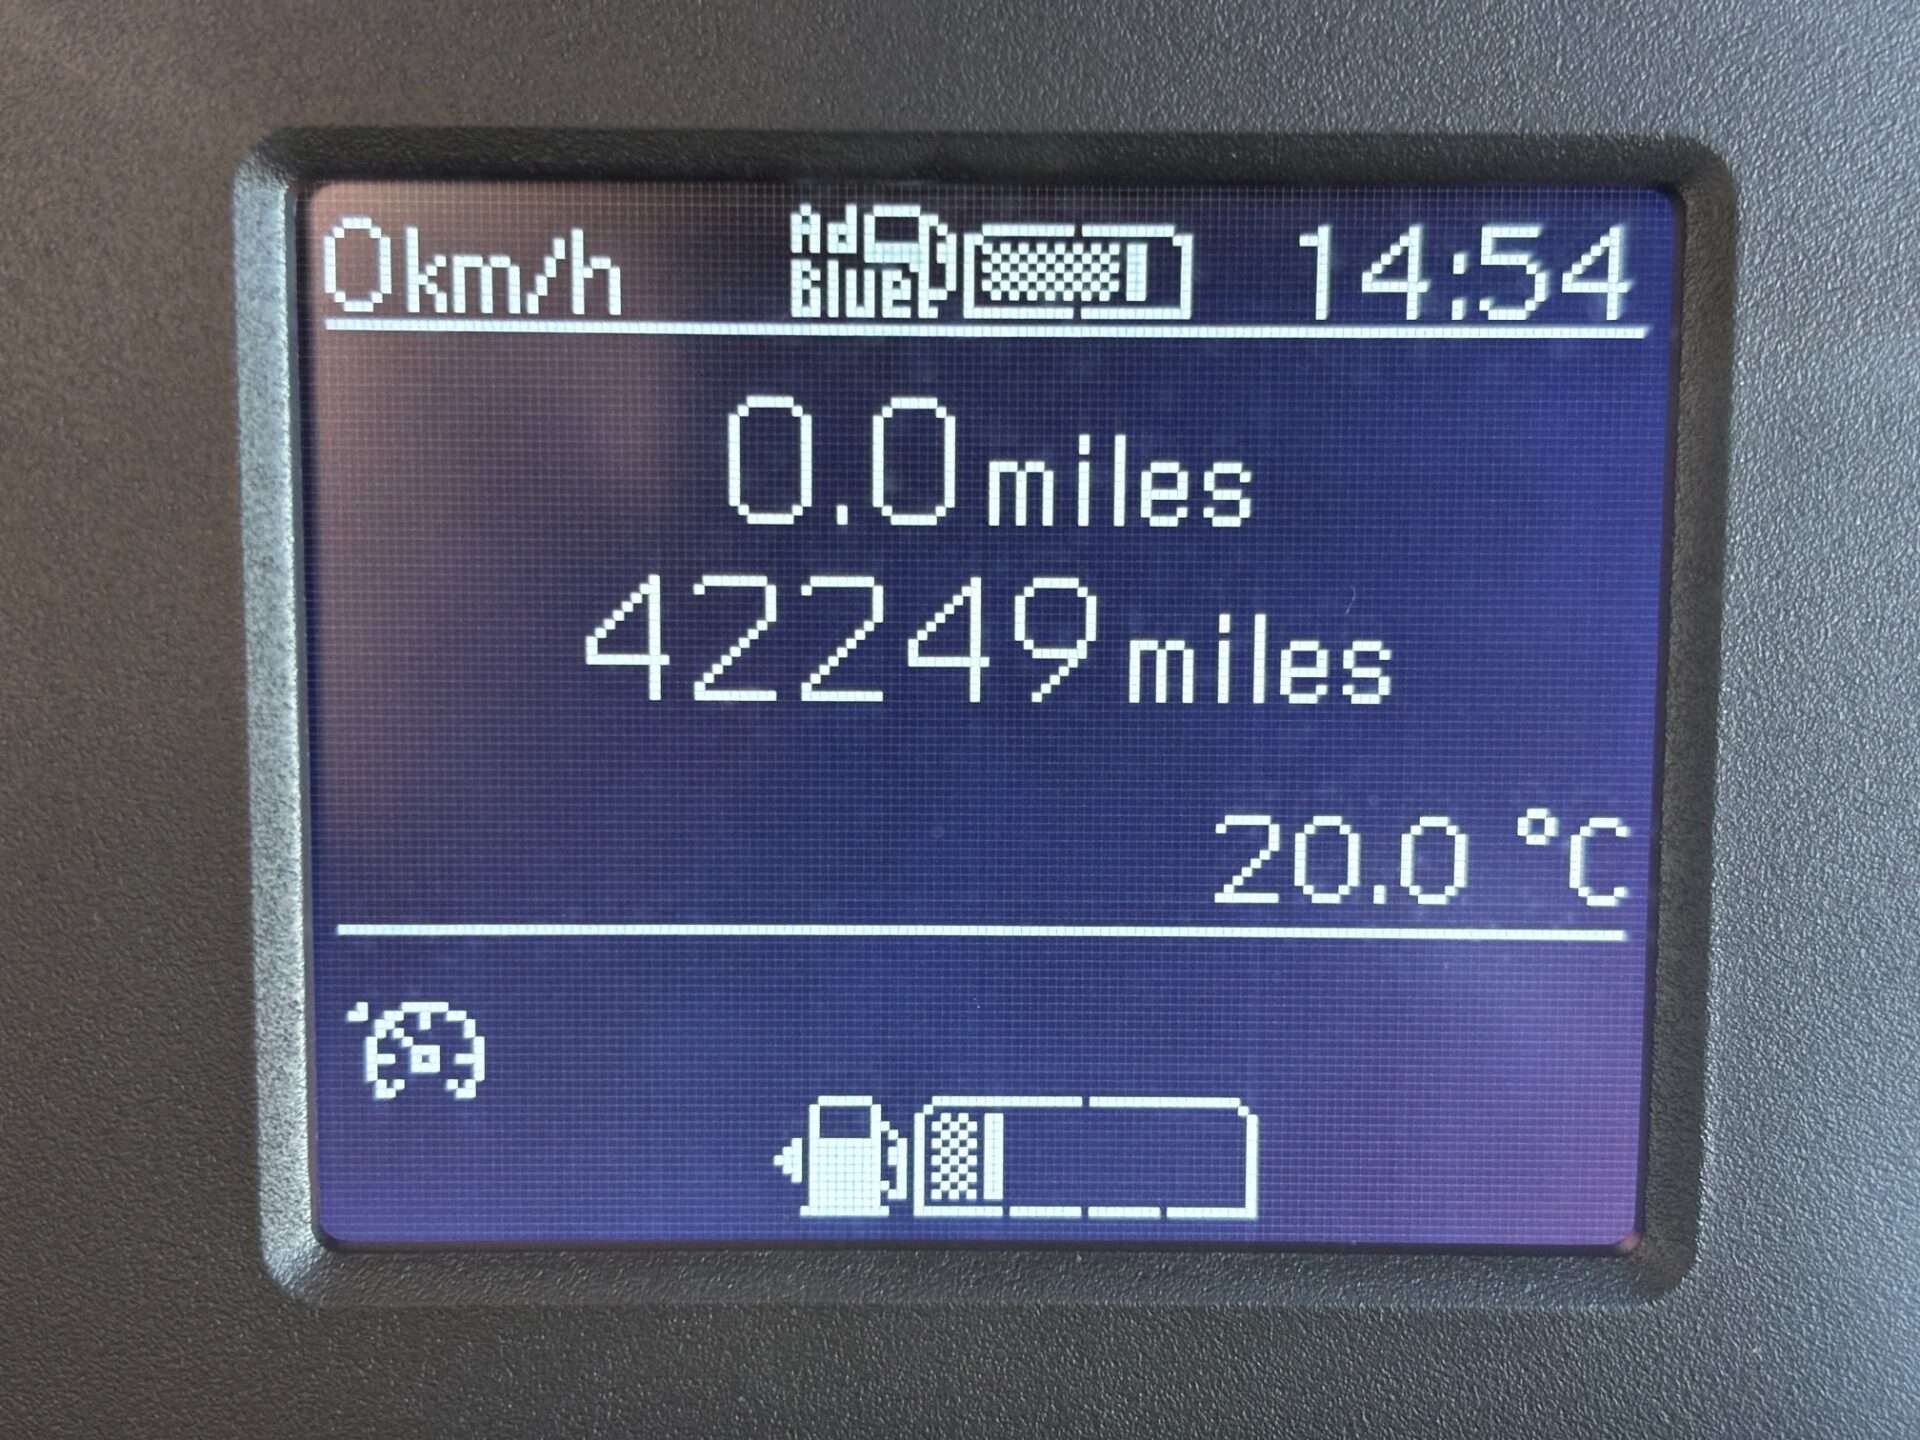 0km/h Ad Blue 14:54
0.0 miles
42249 miles
20.0 °C